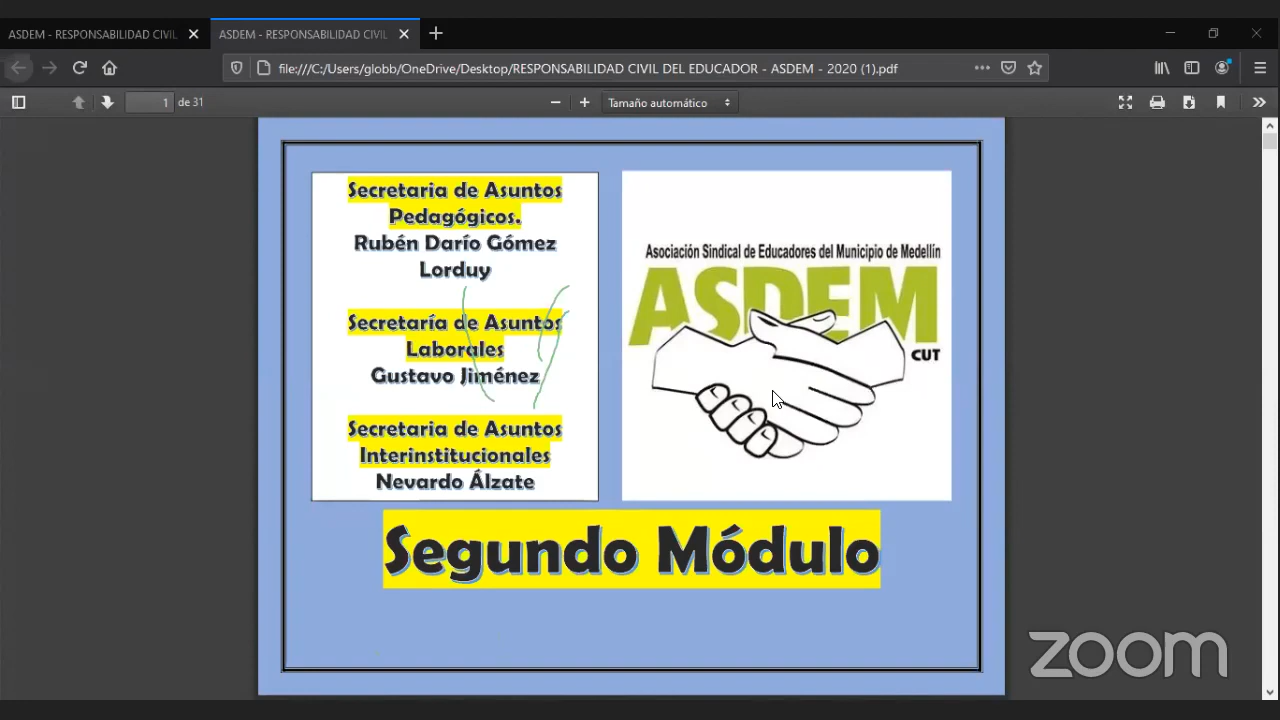 ASDEM - RESPONSABILIDAD CIVIL
ASDEM - RESPONSABILIDAD CIVIL
file:///C:/Users/globb/OneDrive/Desktop/RESPONSABILIDAD CIVIL DEL EDUCADOR - ASDEM - 2020 (1).pdf
1 de 31
Tamaño automático
Secretaria de Asuntos
Pedagógicos.
Rubén Darío Gómez
Lorduy
Secretaría de Asuntos
Laborales
Gustavo Jiménez
Secretaria de Asuntos
Interinstitucionales
Nevardo Álzate
Asociación Sindical de Educadores del Municipio de Medellín
ASDEM
CUT
Segundo Módulo
zoom